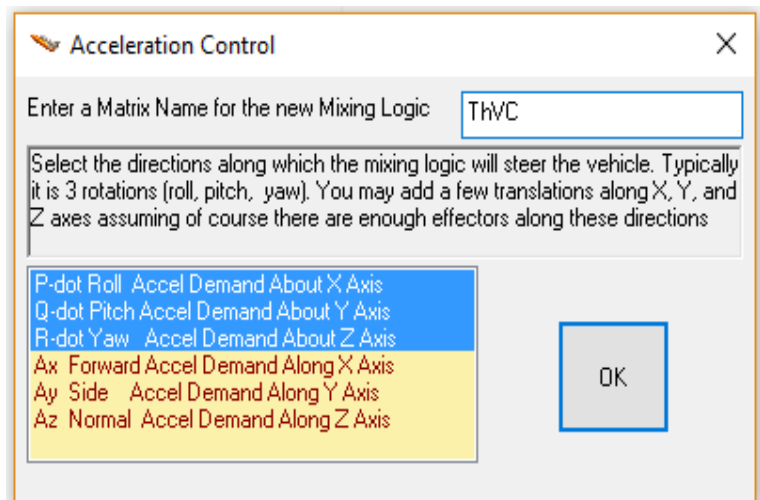 Acceleration Control
Enter a Matrix Name for the new Mixing Logic
ThVC
Select the directions along which the mixing logic will steer the vehicle. Typically
it is 3 rotations (roll, pitch, yaw). You may add a few translations along X, Y, and
Z axes assuming of course there are enough effectors along these directions
P-dot Roll Accel Demand About X Axis
Q-dot Pitch Accel Demand About Y Axis
R-dot Yaw Accel Demand About Z Axis
Ax Forward Accel Demand Along X Axis
Ay Side Accel Demand Along Y Axis
Az Normal Accel Demand Along Z Axis
OK